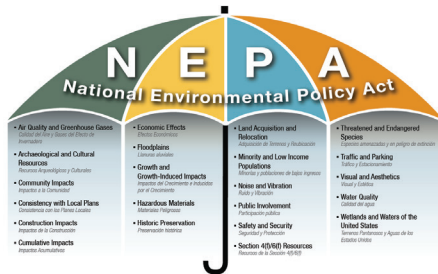 NEPA
National Environmental Policy Act
• Air Quality and Greenhouse Gases
Calidad del Aire y Gases del Efecto de
Invernadero
• Archaeological and Cultural
Resources
Recursos Arqueológicos y Culturales
• Community Impacts
Impactos a la Comunidad
• Consistency with Local Plans
Consistencia con los Planes Locales
• Construction Impacts
Impactos de la Construcción
• Cumulative Impacts
Impactos Acumulativos
• Economic Effects
Efectos Económicos
• Floodplains
Llanuras aluviales
• Growth and
Growth-Induced Impacts
Impactos del Crecimiento e Inducidos
por el Crecimiento
• Hazardous Materials
Materiales Peligrosos
• Historic Preservation
Preservación histórica
• Land Acquisition and
Relocation
Adquisición de Terrenos y Reubicación
• Minority and Low Income
Populations
Minorías y poblaciones de bajos ingresos
• Noise and Vibration
Ruido y Vibración
• Public Involvement
Participación pública
• Safety and Security
Seguridad y Protección
• Section 4(f)/6(f) Resources
Recursos de la Sección 4(f)/6(f)
• Threatened and Endangered
Species
Especies amenazadas y en peligro de extinción
• Traffic and Parking
Tráfico y Estacionamiento
• Visual and Aesthetics
Visual y Estética
• Water Quality
Calidad del agua
• Wetlands and Waters of the
United States
Terrenos Pantanosos y Aguas de los
Estados Unidos